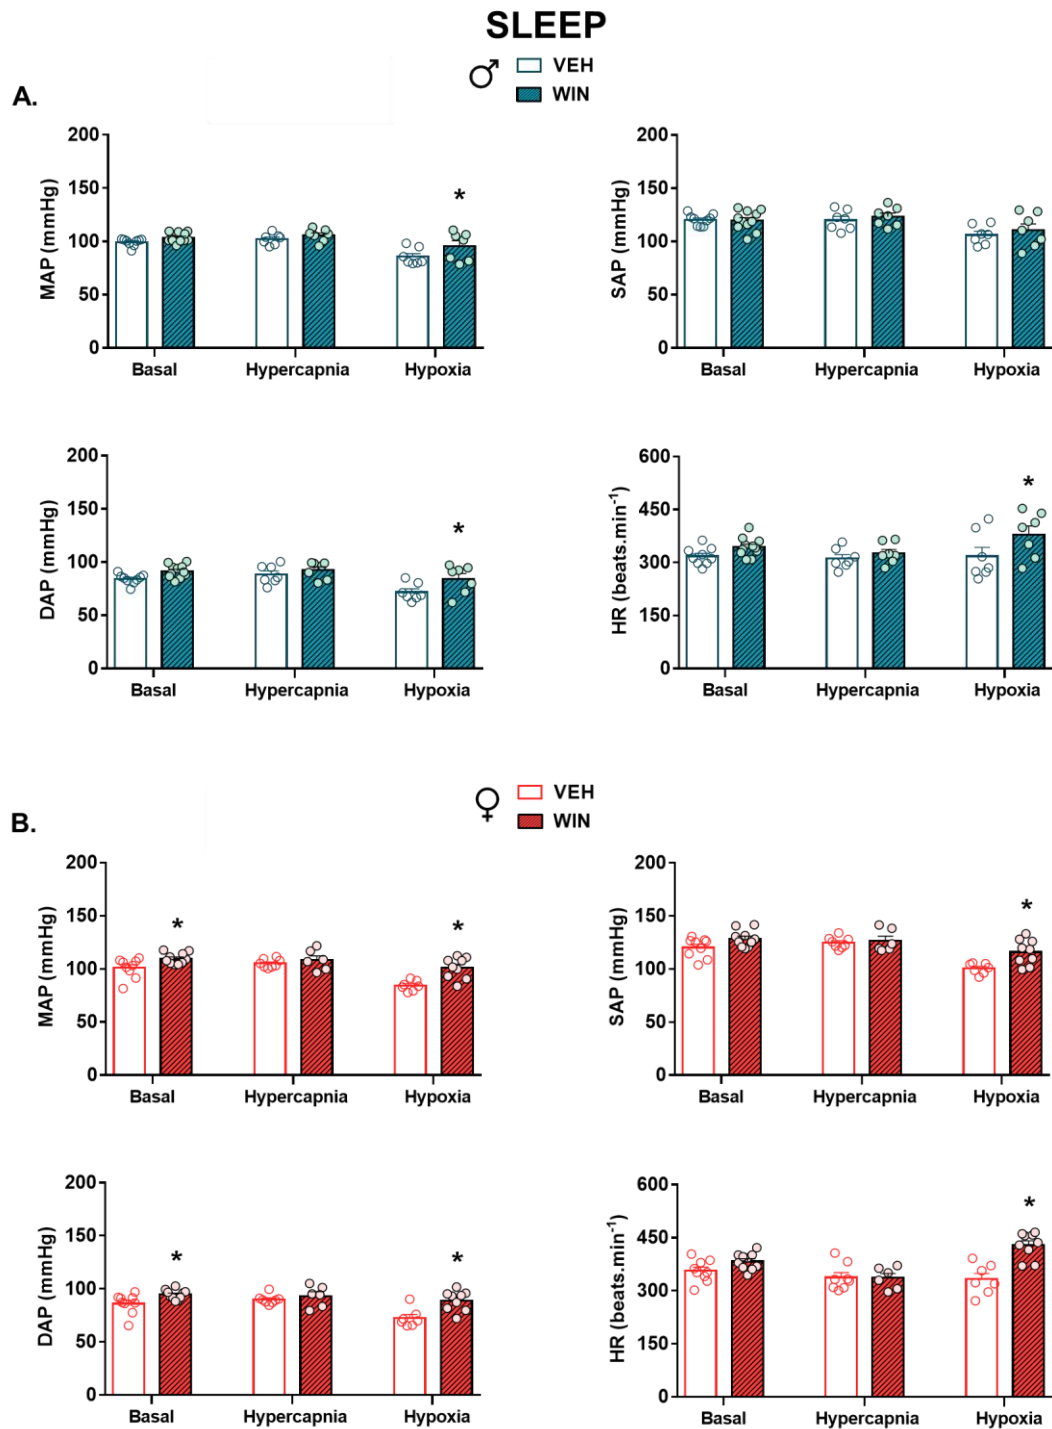 SLEEP
♂ VEH
WIN
A.
MAP (mmHg)
200
150
100
50
0
*
Basal Hypercapnia Hypoxia
SAP (mmHg)
200
150
100
50
0
Basal Hypercapnia Hypoxia
DAP (mmHg)
200
150
100
50
0
*
Basal Hypercapnia Hypoxia
HR (beats.min⁻¹)
600
450
300
150
0
*
Basal Hypercapnia Hypoxia
♀ VEH
WIN
B.
MAP (mmHg)
200
150
100
50
0
* *
Basal Hypercapnia Hypoxia
SAP (mmHg)
200
150
100
50
0
*
Basal Hypercapnia Hypoxia
DAP (mmHg)
200
150
100
50
0
* *
Basal Hypercapnia Hypoxia
HR (beats.min⁻¹)
600
450
300
150
0
*
Basal Hypercapnia Hypoxia